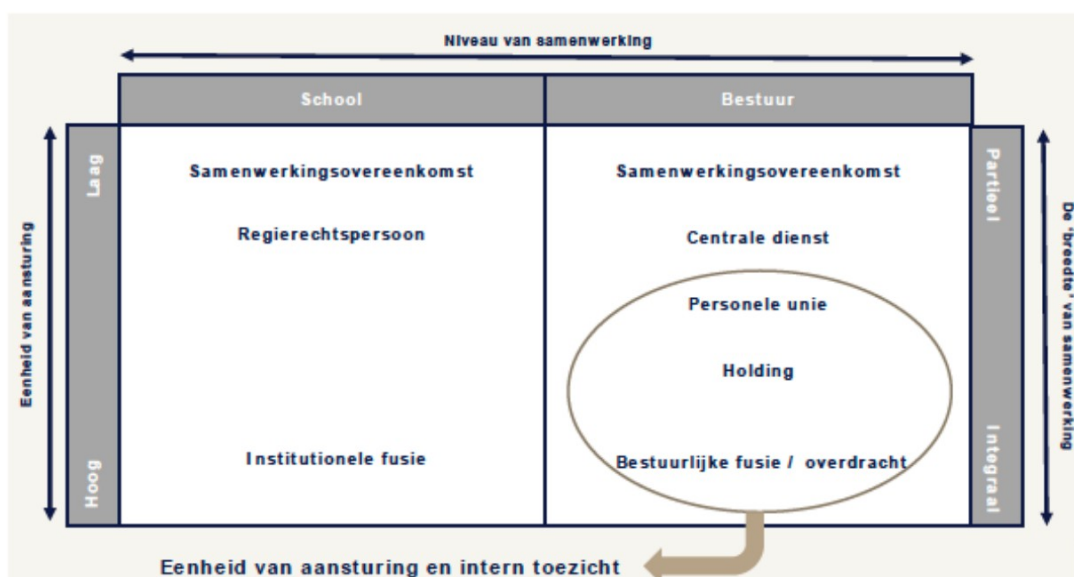 Niveau van samenwerking
School
Bestuur
Eenheid van aansturing
Laag
Hoog
Samenwerkingsovereenkomst
Samenwerkingsovereenkomst
Regierechtspersoon
Centrale dienst
Personele unie
Holding
Institutionele fusie
Bestuurlijke fusie / overdracht
Partieel
Integraal
De 'breedte' van samenwerking
Eenheid van aansturing en intern toezicht